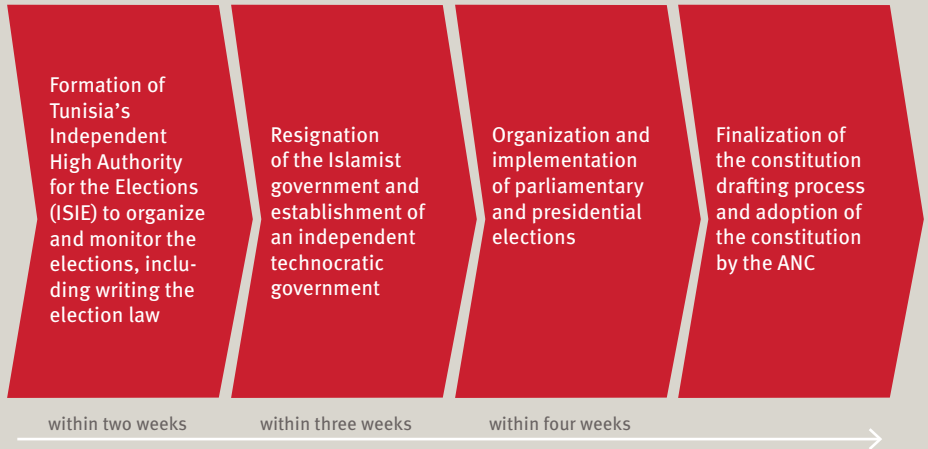 Formation of
Tunisia’s
Independent
High Authority
for the Elections
(ISIE) to organize
and monitor the
elections, inclu-
ding writing the
election law
Resignation
of the Islamist
government and
establishment of
an independent
technocratic
government
Organization and
implementation
of parliamentary
and presidential
elections
Finalization of
the constitution
drafting process
and adoption of
the constitution
by the ANC
within two weeks
within three weeks
within four weeks